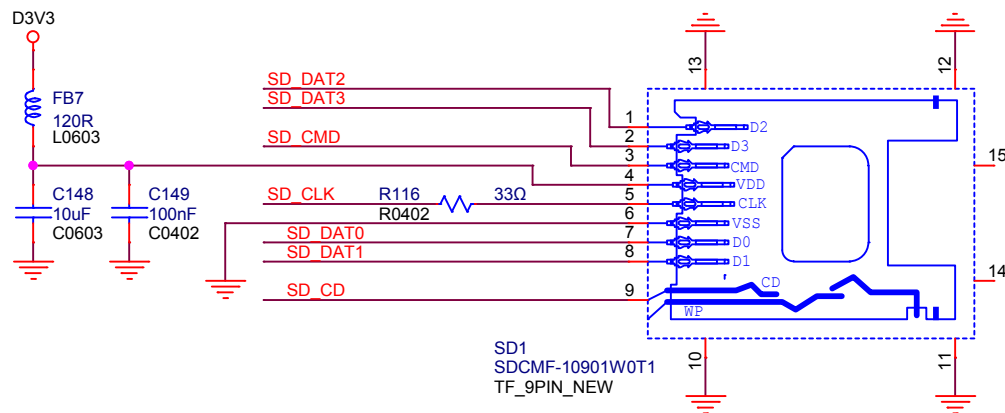 D3V3
13
12
SD_DAT2
FB7
SD_DAT3
120R
L0603
1
D2
SD_CMD
2
D3
3
CMD
15
4
VDD
C148
C149
SD_CLK
R116
33Ω
5
CLK
10uF
100nF
R0402
6
VSS
C0603
C0402
SD_DAT0
7
D0
SD_DAT1
8
D1
14
CD
SD_CD
9
WP
SD1
10
11
SDCMF-10901W0T1
TF_9PIN_NEW